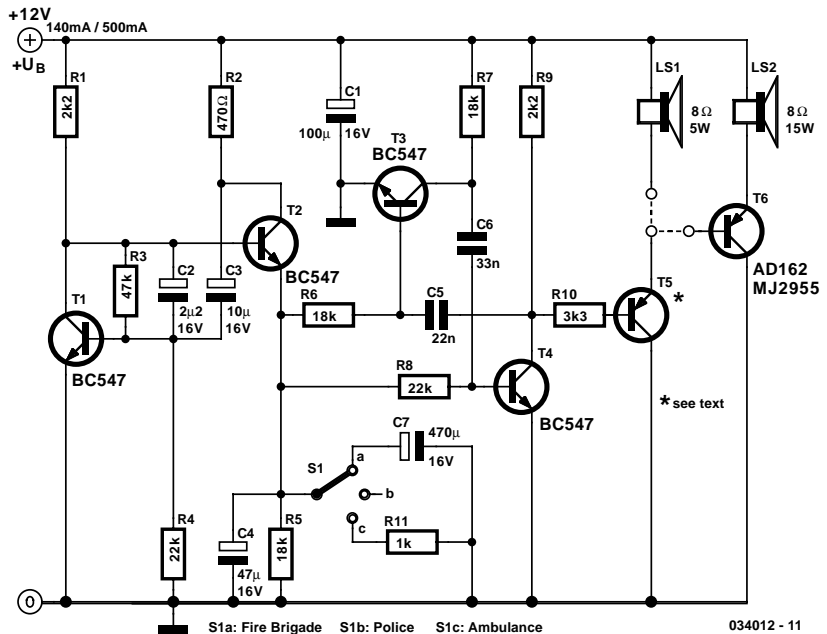 +12V
140mA / 500mA
+UB
R1
2k2
R2
470Ω
C1
100µ
16V
T3
BC547
R7
18k
R9
2k2
LS1
8Ω
5W
LS2
8Ω
15W
T2
BC547
C6
33n
T6
AD162
MJ2955
R3
47k
C2
2µ2
16V
C3
10µ
16V
T1
BC547
R6
18k
C5
22n
R10
3k3
T5
*
R8
22k
T4
BC547
* see text
S1
a
b
c
C7
470µ
16V
R4
22k
C4
47µ
16V
R5
18k
R11
1k
0
S1a: Fire Brigade S1b: Police S1c: Ambulance
034012 - 11